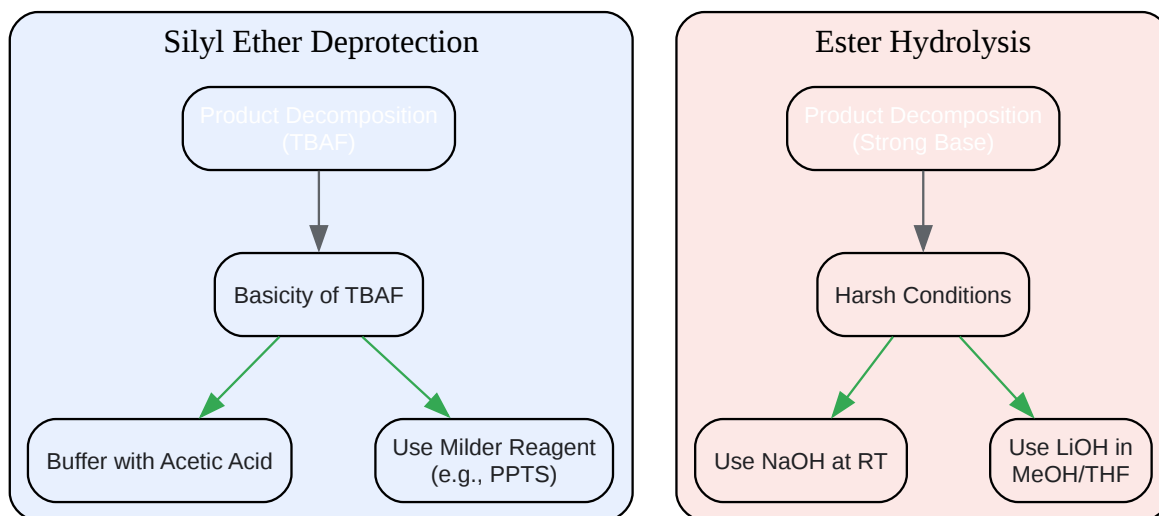 Silyl Ether Deprotection
Product Decomposition
(TBAF)
Basicity of TBAF
Buffer with Acetic Acid
Use Milder Reagent
(e.g., PPTS)
Ester Hydrolysis
Product Decomposition
(Strong Base)
Harsh Conditions
Use NaOH at RT
Use LiOH in
MeOH/THF